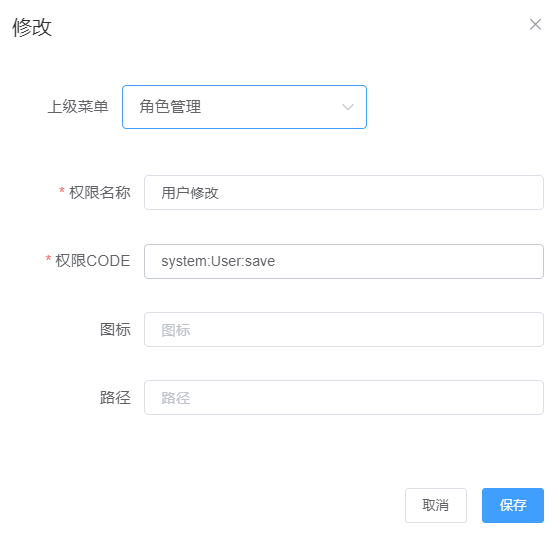 修改
上级菜单 角色管理
* 权限名称 用户修改
* 权限CODE system:User:save
图标 图标
路径 路径
取消 保存